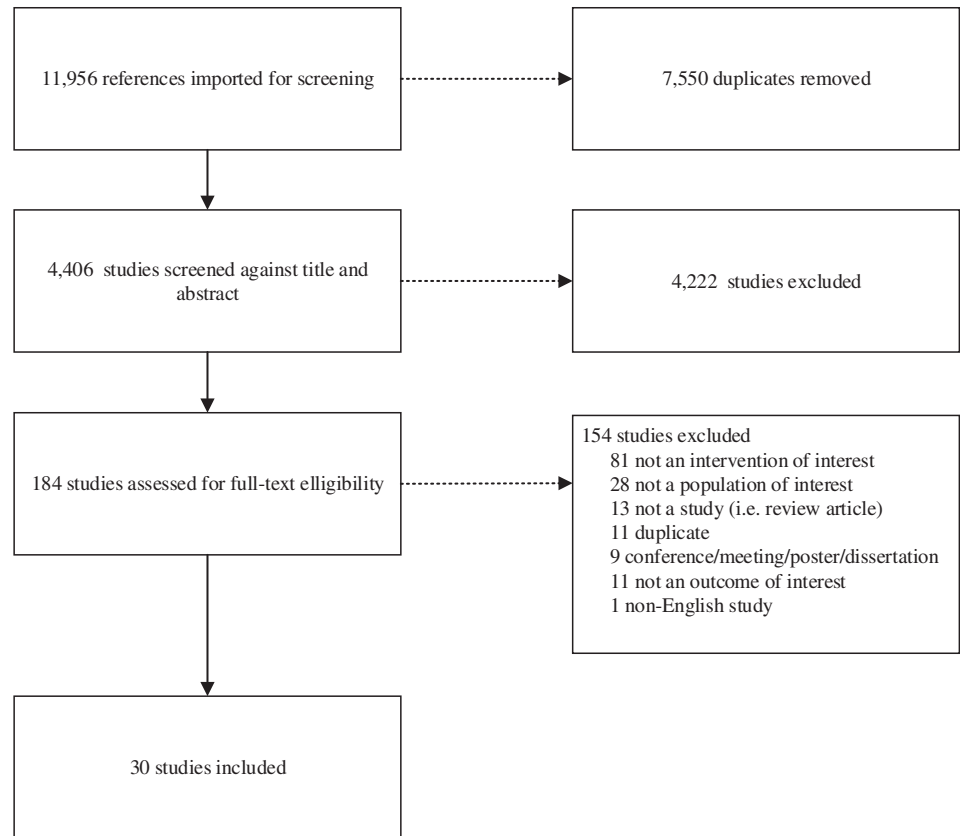 11,956 references imported for screening
7,550 duplicates removed
4,406 studies screened against title and
abstract
4,222 studies excluded
184 studies assessed for full-text elligibility
154 studies excluded
81 not an intervention of interest
28 not a population of interest
13 not a study (i.e. review article)
11 duplicate
9 conference/meeting/poster/dissertation
11 not an outcome of interest
1 non-English study
30 studies included